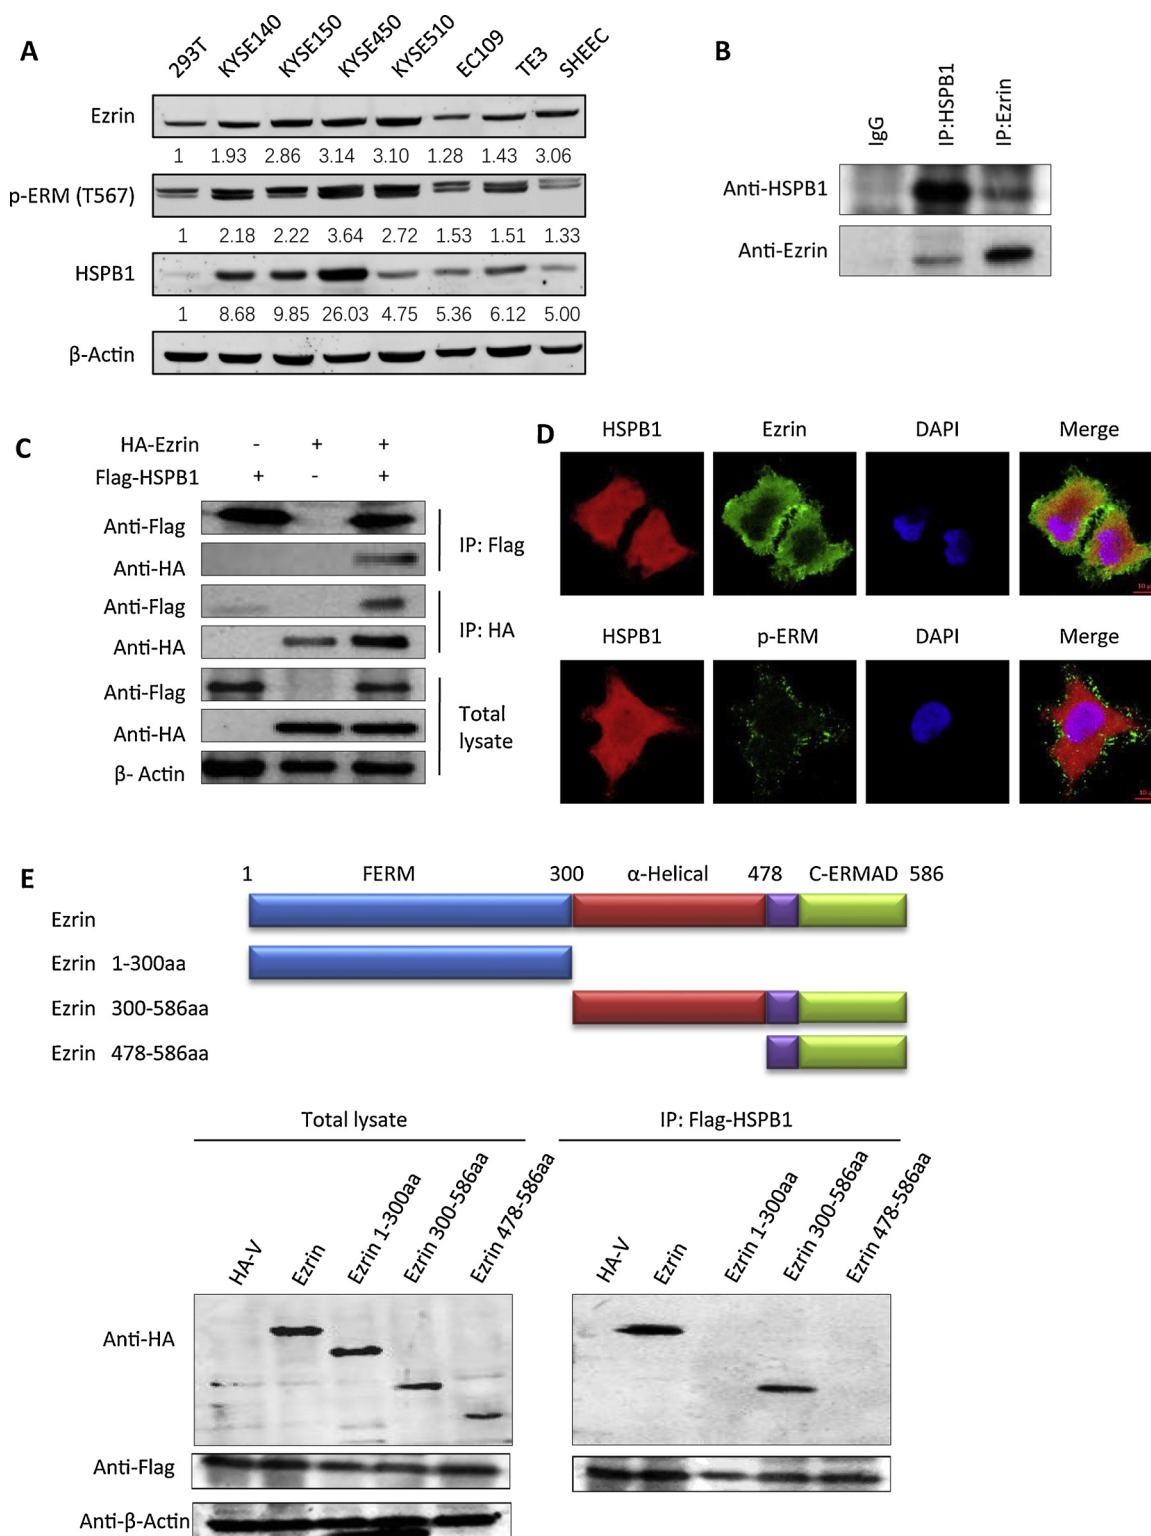 A
293T KYSE140 KYSE150 KYSE450 KYSE510 EC109 TE3 SHEEC
Ezrin
1 1.93 2.86 3.14 3.10 1.28 1.43 3.06
p-ERM (T567)
1 2.18 2.22 3.64 2.72 1.53 1.51 1.33
HSPB1
1 8.68 9.85 26.03 4.75 5.36 6.12 5.00
β-Actin
B
IgG IP:HSPB1 IP:Ezrin
Anti-HSPB1
Anti-Ezrin
C
HA-Ezrin - + +
Flag-HSPB1 + - +
Anti-Flag
Anti-HA
IP: Flag
Anti-Flag
Anti-HA
IP: HA
Anti-Flag
Anti-HA
β- Actin
Total
lysate
D
HSPB1 Ezrin DAPI Merge
HSPB1 p-ERM DAPI Merge
E
1 FERM 300 α-Helical 478 C-ERMAD 586
Ezrin
Ezrin 1-300aa
Ezrin 300-586aa
Ezrin 478-586aa
Total lysate
HA-V Ezrin Ezrin 1-300aa Ezrin 300-586aa Ezrin 478-586aa
IP: Flag-HSPB1
HA-V Ezrin Ezrin 1-300aa Ezrin 300-586aa Ezrin 478-586aa
Anti-HA
Anti-Flag
Anti-β-Actin